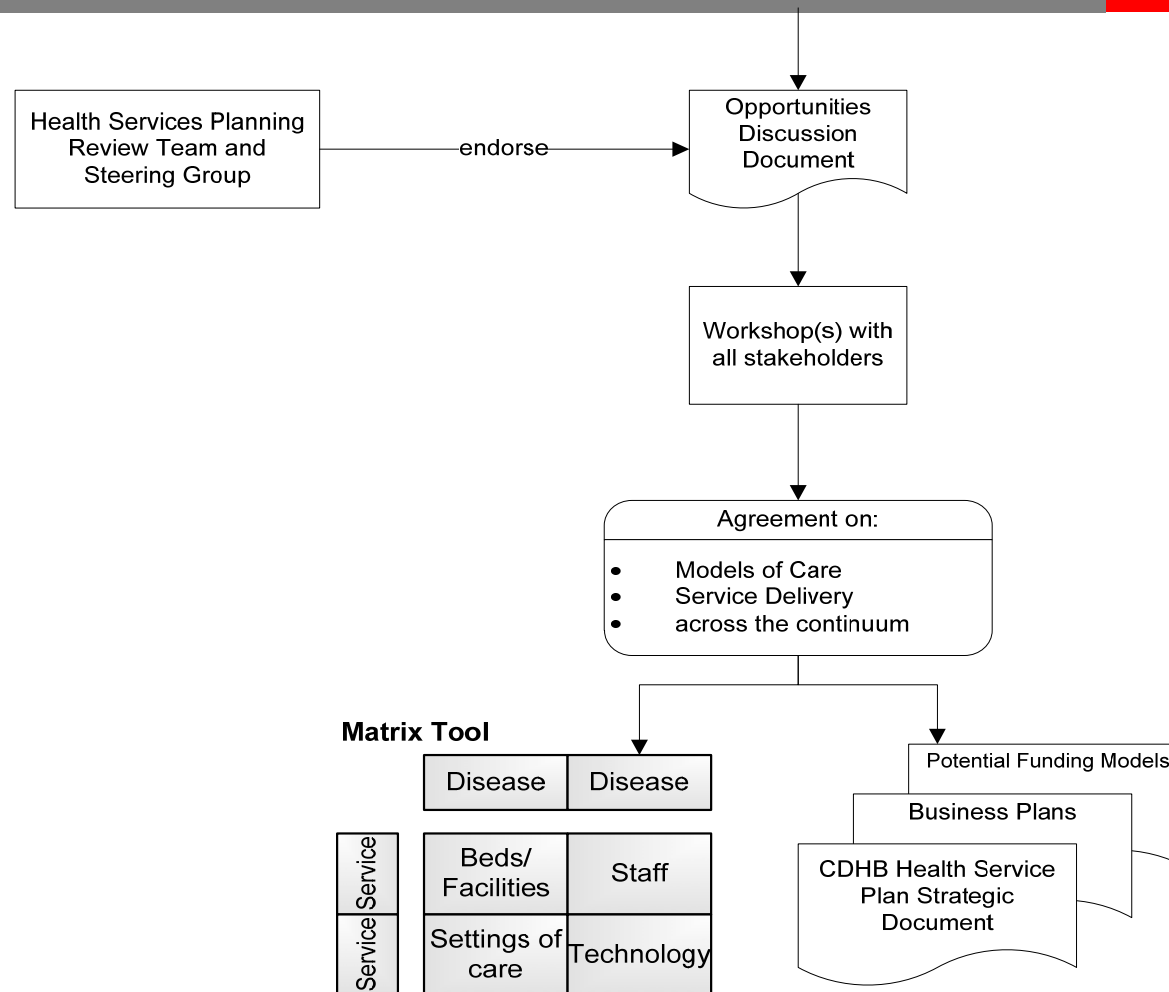 Health Services Planning
Review Team and
Steering Group
endorse
Opportunities
Discussion
Document
Workshop(s) with
all stakeholders
Agreement on:
• Models of Care
• Service Delivery
• across the continuum
Matrix Tool
Disease Disease
Service
Beds/
Facilities
Staff
Service
Settings of
care
Technology
Potential Funding Models
Business Plans
CDHB Health Service
Plan Strategic
Document